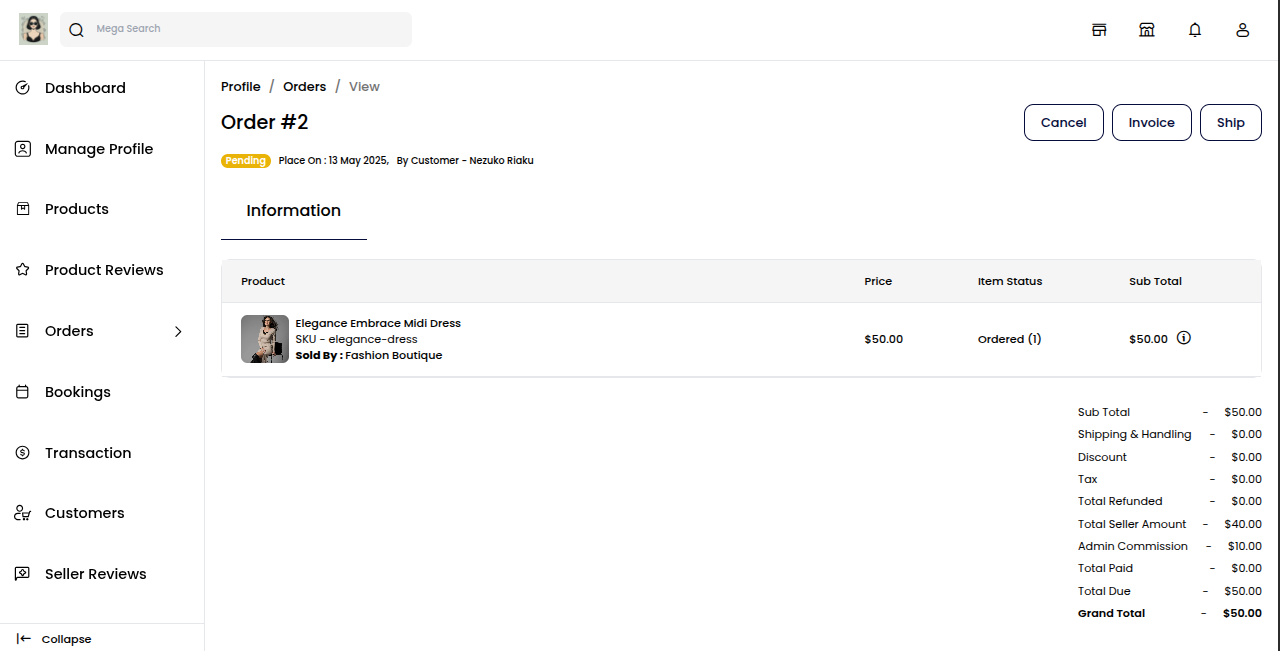 Mega Search
Dashboard
Manage Profile
Products
Product Reviews
Orders
Bookings
Transaction
Customers
Seller Reviews
Collapse
Profile / Orders / View
Order #2
Cancel Invoice Ship
Pending Place On : 13 May 2025, By Customer - Nezuko Riaku
Information
Product Price Item Status Sub Total
Elegance Embrace Midi Dress
SKU - elegance-dress
Sold By : Fashion Boutique
$50.00 Ordered (1) $50.00
Sub Total - $50.00
Shipping & Handling - $0.00
Discount - $0.00
Tax - $0.00
Total Refunded - $0.00
Total Seller Amount - $40.00
Admin Commission - $10.00
Total Paid - $0.00
Total Due - $50.00
Grand Total - $50.00